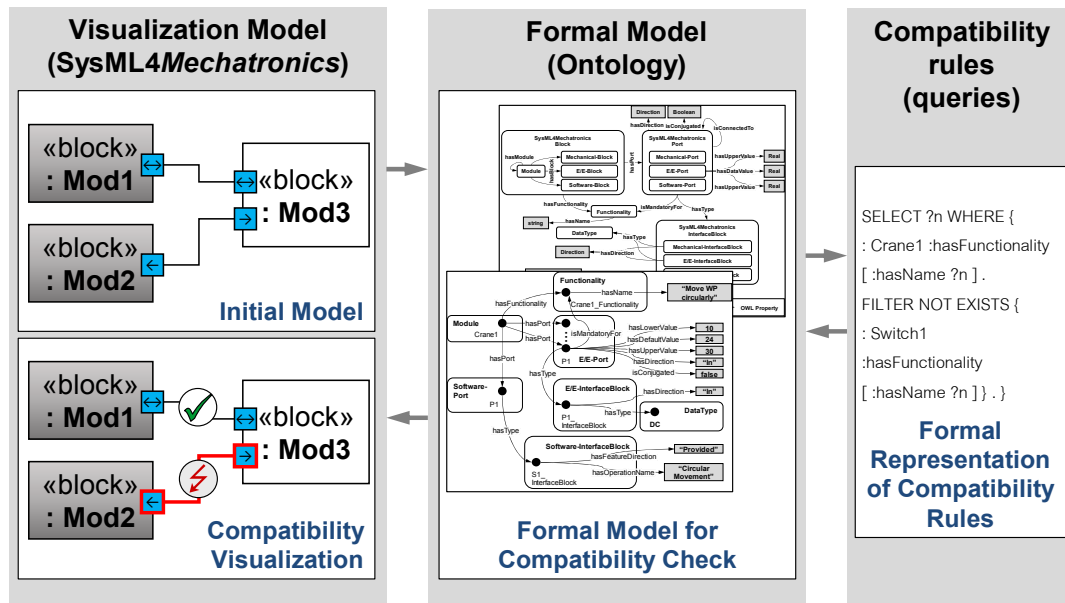 Visualization Model
(SysML4Mechatronics)
«block»
: Mod1
«block»
: Mod3
«block»
: Mod2
Initial Model
«block»
: Mod1
«block»
: Mod3
«block»
: Mod2
Compatibility
Visualization
Formal Model
(Ontology)
Direction
Boolean
hasDirection
isConjugated
isConnectedTo
SysML4Mechatronics
Block
hasModule
Module
hasBlock
Mechanical-Block
E/E-Block
Software-Block
hasPort
SysML4Mechatronics
Port
Mechanical-Port
E/E-Port
Software-Port
hasUpperValue
Real
hasDataValue
Real
hasUpperValue
Real
hasFunctionality
isMandatoryFor
Functionality
hasType
hasName
string
DataType
hasType
Direction
hasDirection
SysML4Mechatronics
InterfaceBlock
Mechanical-InterfaceBlock
E/E-InterfaceBlock
OWL Property
Functionality
hasName
"Move WP
circularly"
hasFunctionality
Crane1_Functionality
Module
Crane1
hasPort
hasPort
isMandatoryFor
P1
E/E-Port
hasLowerValue
10
hasDefaultValue
24
hasUpperValue
30
hasDirection
"In"
isConjugated
false
hasPort
Software-
Port
P1
hasType
E/E-InterfaceBlock
hasDirection
"In"
P1_
InterfaceBlock
hasType
DataType
DC
hasType
Software-InterfaceBlock
hasFeatureDirection
"Provided"
hasOperationName
"Circular
Movement"
S1_
InterfaceBlock
Formal Model for
Compatibility Check
Compatibility
rules
(queries)
SELECT ?n WHERE {
: Crane1 :hasFunctionality
[ :hasName ?n ] .
FILTER NOT EXISTS {
: Switch1
:hasFunctionality
[ :hasName ?n ] } . }
Formal
Representation
of Compatibility
Rules